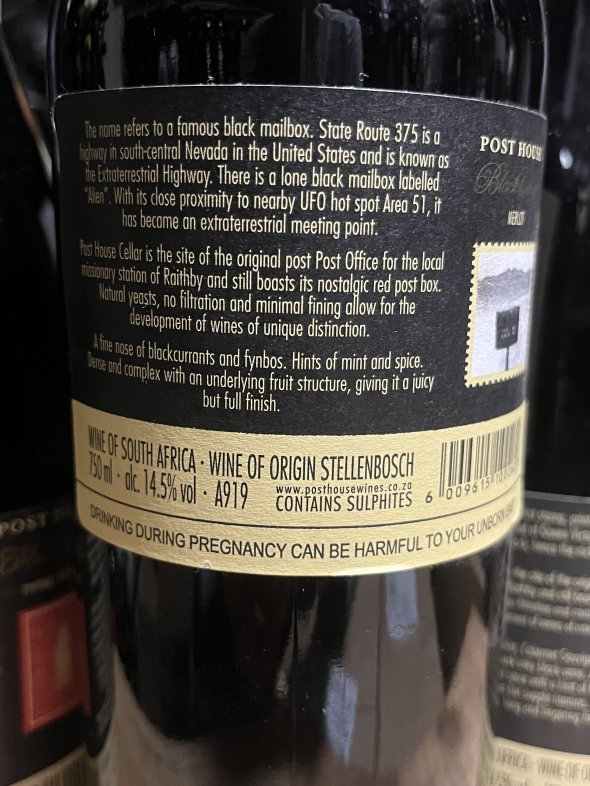 The name refers to a famous black mailbox. State Route 375 is a
highway in south-central Nevada in the United States and is known as
the Extraterrestrial Highway. There is a lone black mailbox labelled
“Alien”. With its close proximity to nearby UFO hot spot Area 51, it
has become an extraterrestrial meeting point.
Post House Cellar is the site of the original post Post Office for the local
missionary station of Raithby and still boasts its nostalgic red post box.
Natural yeasts, no filtration and minimal fining allow for the
development of wines of unique distinction.
A fine nose of blackcurrants and fynbos. Hints of mint and spice.
Dense and complex with an underlying fruit structure, giving it a juicy
but full finish.
WINE OF SOUTH AFRICA · WINE OF ORIGIN STELLENBOSCH
750 ml · alc. 14.5% vol · A919
www.posthousewines.co.za
CONTAINS SULPHITES
6 009615
DRINKING DURING PREGNANCY CAN BE HARMFUL TO YOUR UNBORN
POST HOUSE
MERLOT
POST